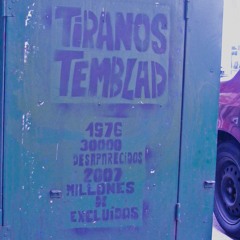 TIRANOS
TEMBLAD
1976
30000
DESAPARECIDOS
2007
MILLONES
DE
EXCLUIDOS